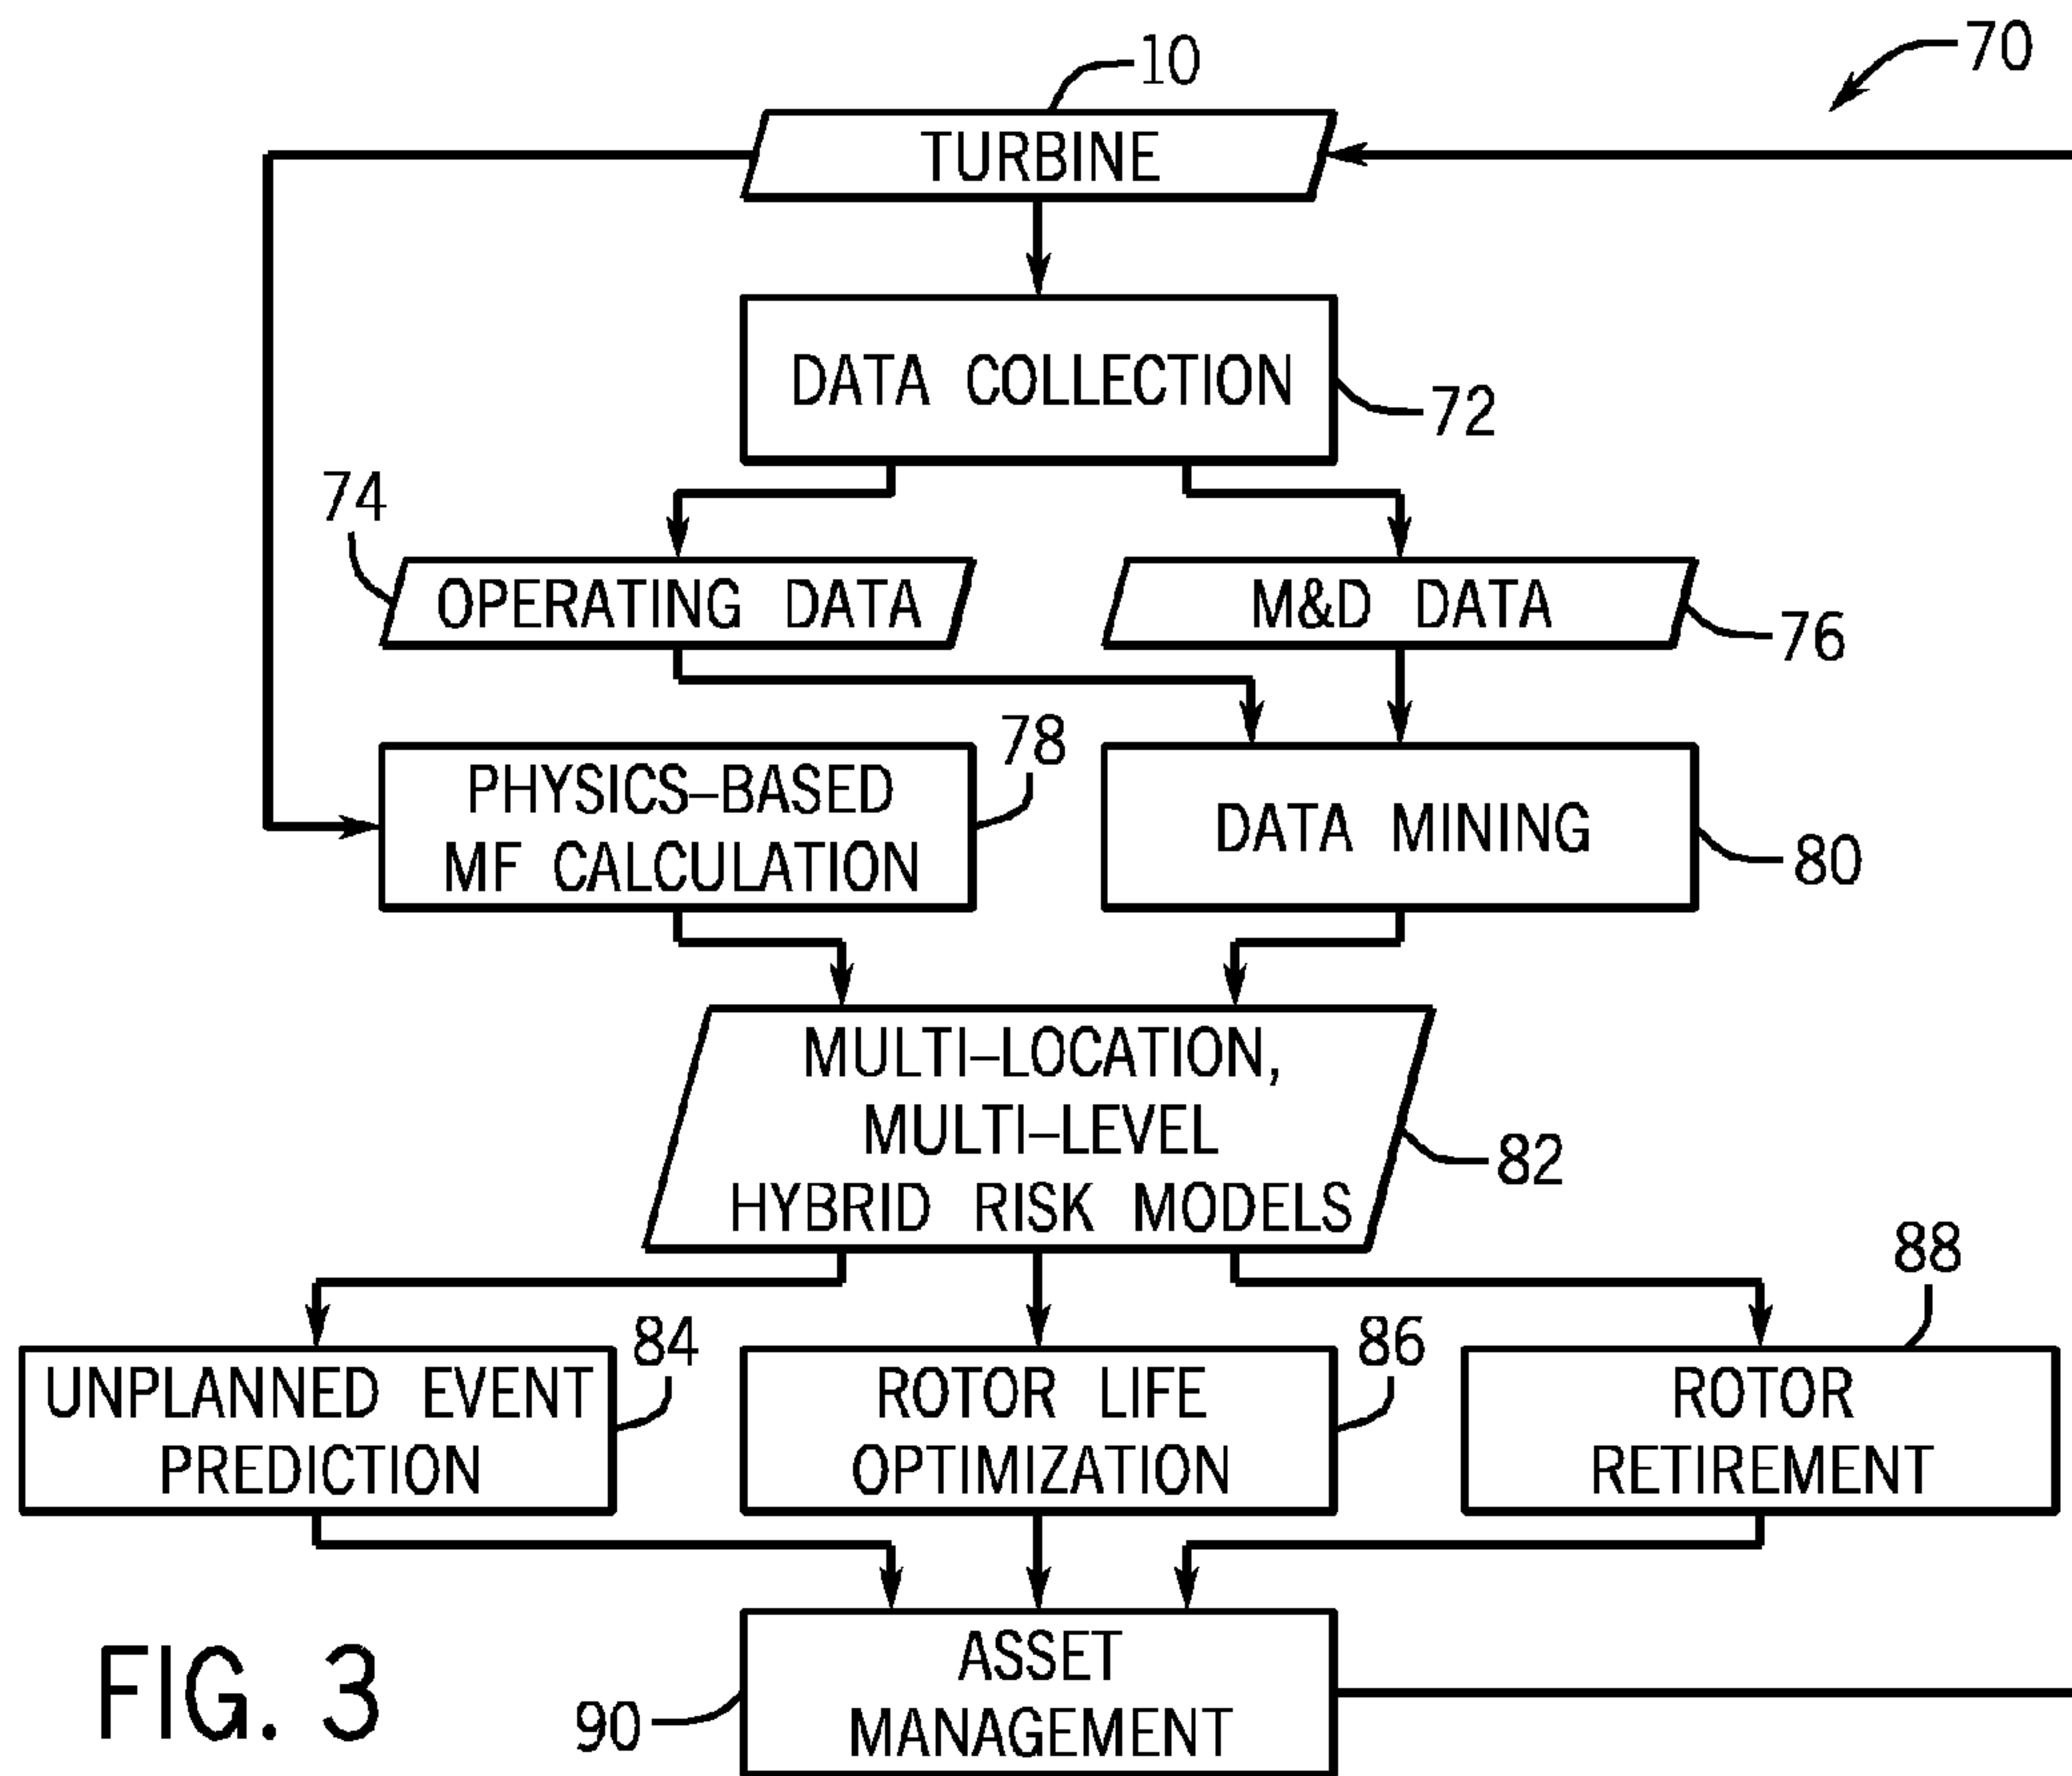 10
70
TURBINE
DATA COLLECTION
72
74
OPERATING DATA
M&D DATA
76
78
PHYSICS–BASED
MF CALCULATION
DATA MINING
80
MULTI–LOCATION,
MULTI–LEVEL
HYBRID RISK MODELS
82
84
86
88
UNPLANNED EVENT
PREDICTION
ROTOR LIFE
OPTIMIZATION
ROTOR
RETIREMENT
ASSET
MANAGEMENT
90
FIG. 3